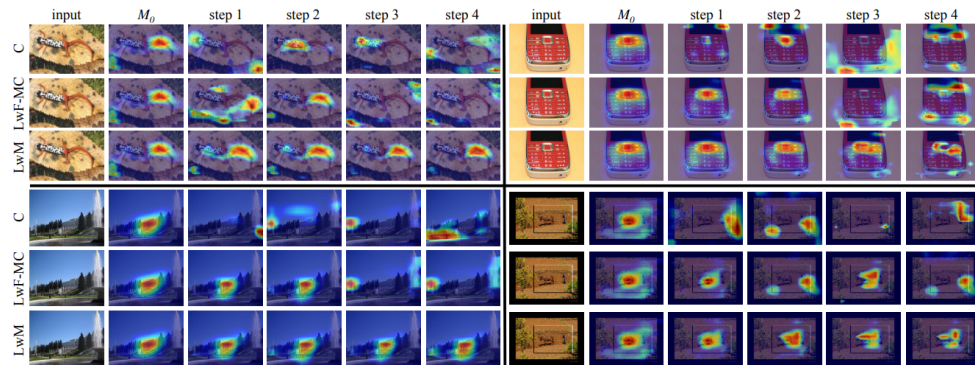 input M₀ step 1 step 2 step 3 step 4 input M₀ step 1 step 2 step 3 step 4
C
LwF-MC
LwM
C
LwF-MC
LwM